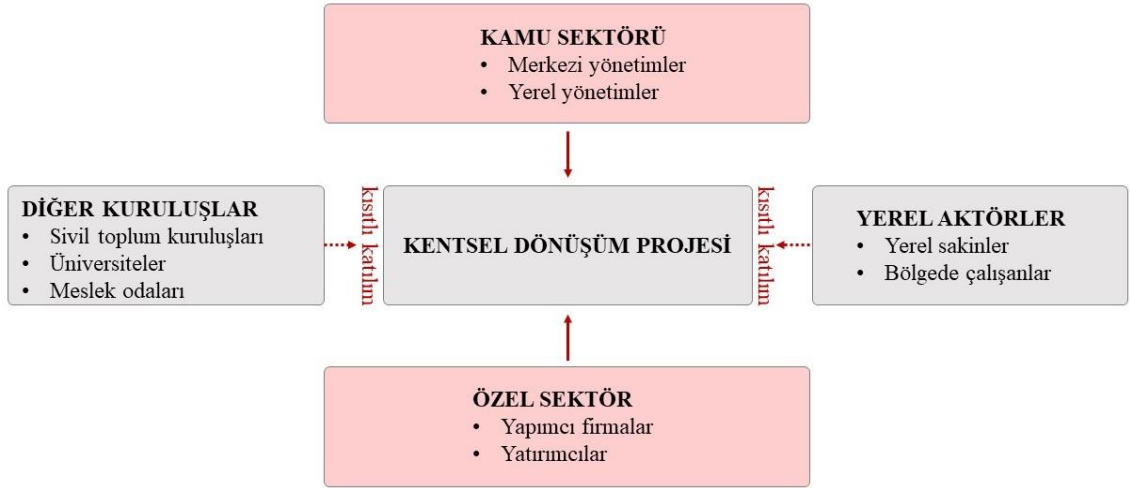 KAMU SEKTÖRÜ
• Merkezi yönetimler
• Yerel yönetimler
DİĞER KURULUŞLAR
• Sivil toplum kuruluşları
• Üniversiteler
• Meslek odaları
kısıtlı katılım
KENTSEL DÖNÜŞÜM PROJESİ
kısıtlı katılım
YEREL AKTÖRLER
• Yerel sakinler
• Bölgede çalışanlar
ÖZEL SEKTÖR
• Yapımcı firmalar
• Yatırımcılar